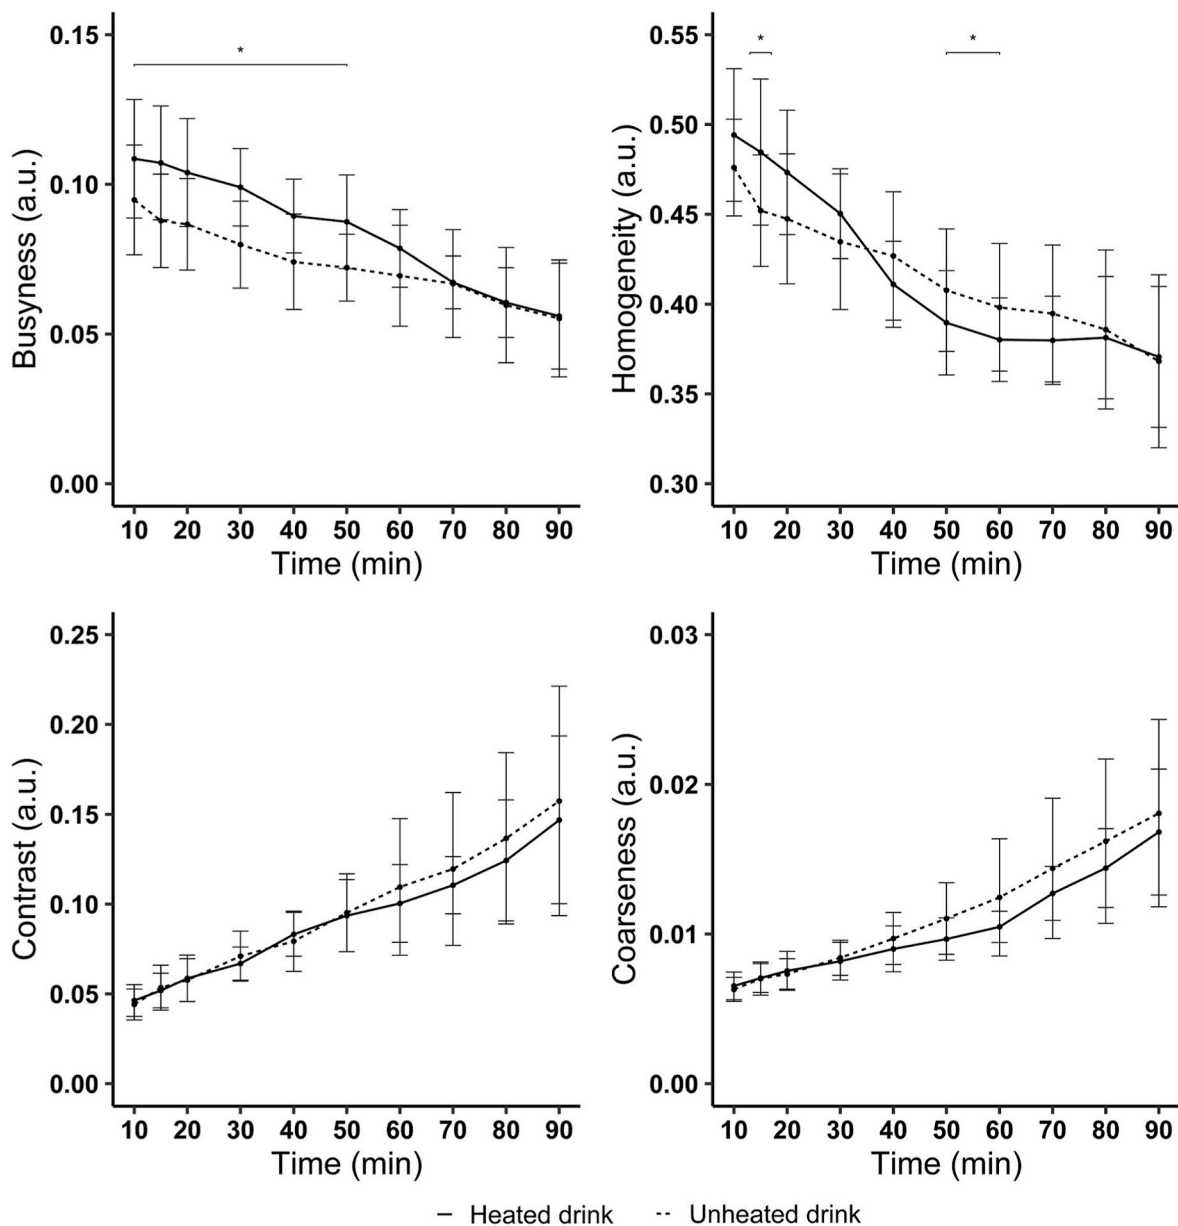 Busyness (a.u.)
0.15
0.10
0.05
0.00
*
10 20 30 40 50 60 70 80 90
Time (min)
Homogeneity (a.u.)
0.55
0.50
0.45
0.40
0.35
0.30
* *
10 20 30 40 50 60 70 80 90
Time (min)
Contrast (a.u.)
0.25
0.20
0.15
0.10
0.05
0.00
10 20 30 40 50 60 70 80 90
Time (min)
Coarseness (a.u.)
0.03
0.02
0.01
0.00
10 20 30 40 50 60 70 80 90
Time (min)
Heated drink Unheated drink